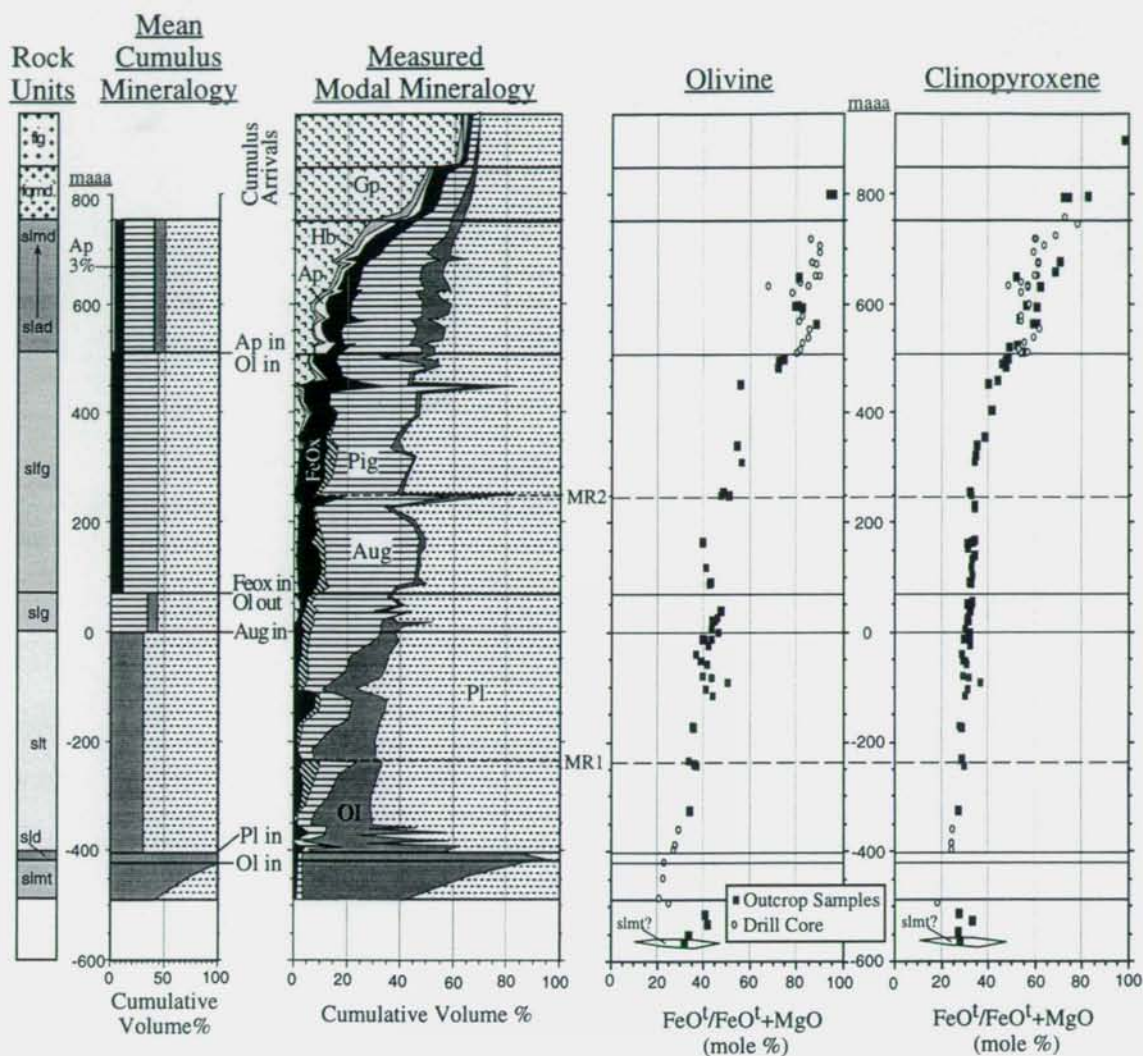 Rock
Units
Mean
Cumulus
Mineralogy
Measured
Modal Mineralogy
Olivine
Clinopyroxene
maaa
800
600
400
200
0
-200
-400
-600
flg
fqmd
slmd
slad
slfg
slg
slt
sld
slmt
Ap
3%
Cumulus
Arrivals
Ap in
Ol in
Feox in
Ol out
Aug in
Pl in
Ol in
Gp
Hb
Ap
FeOx
Pig
Aug
Pl
Ol
MR2
MR1
maaa
800
600
400
200
0
-200
-400
-600
slmt?
slmt?
Outcrop Samples
Drill Core
0 50 100
Cumulative
Volume%
0 20 40 60 80 100
Cumulative Volume %
0 20 40 60 80 100
FeOᵗ/FeOᵗ+MgO
(mole %)
0 20 40 60 80 100
FeOᵗ/FeOᵗ+MgO
(mole %)